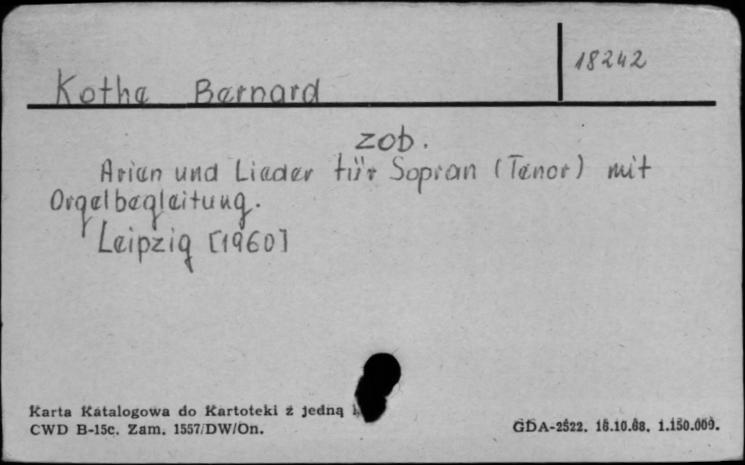 18242
Kothe Bernard
zob.
Arien und Lieder für Sopran (Tenor) mit
Orgelbegleitung.
Leipzig [1960]
Karta Katalogowa do Kartoteki z jedną
CWD B-15c. Zam. 1557/DW/On.
GDA-2522. 18.10.68. 1.150.000.